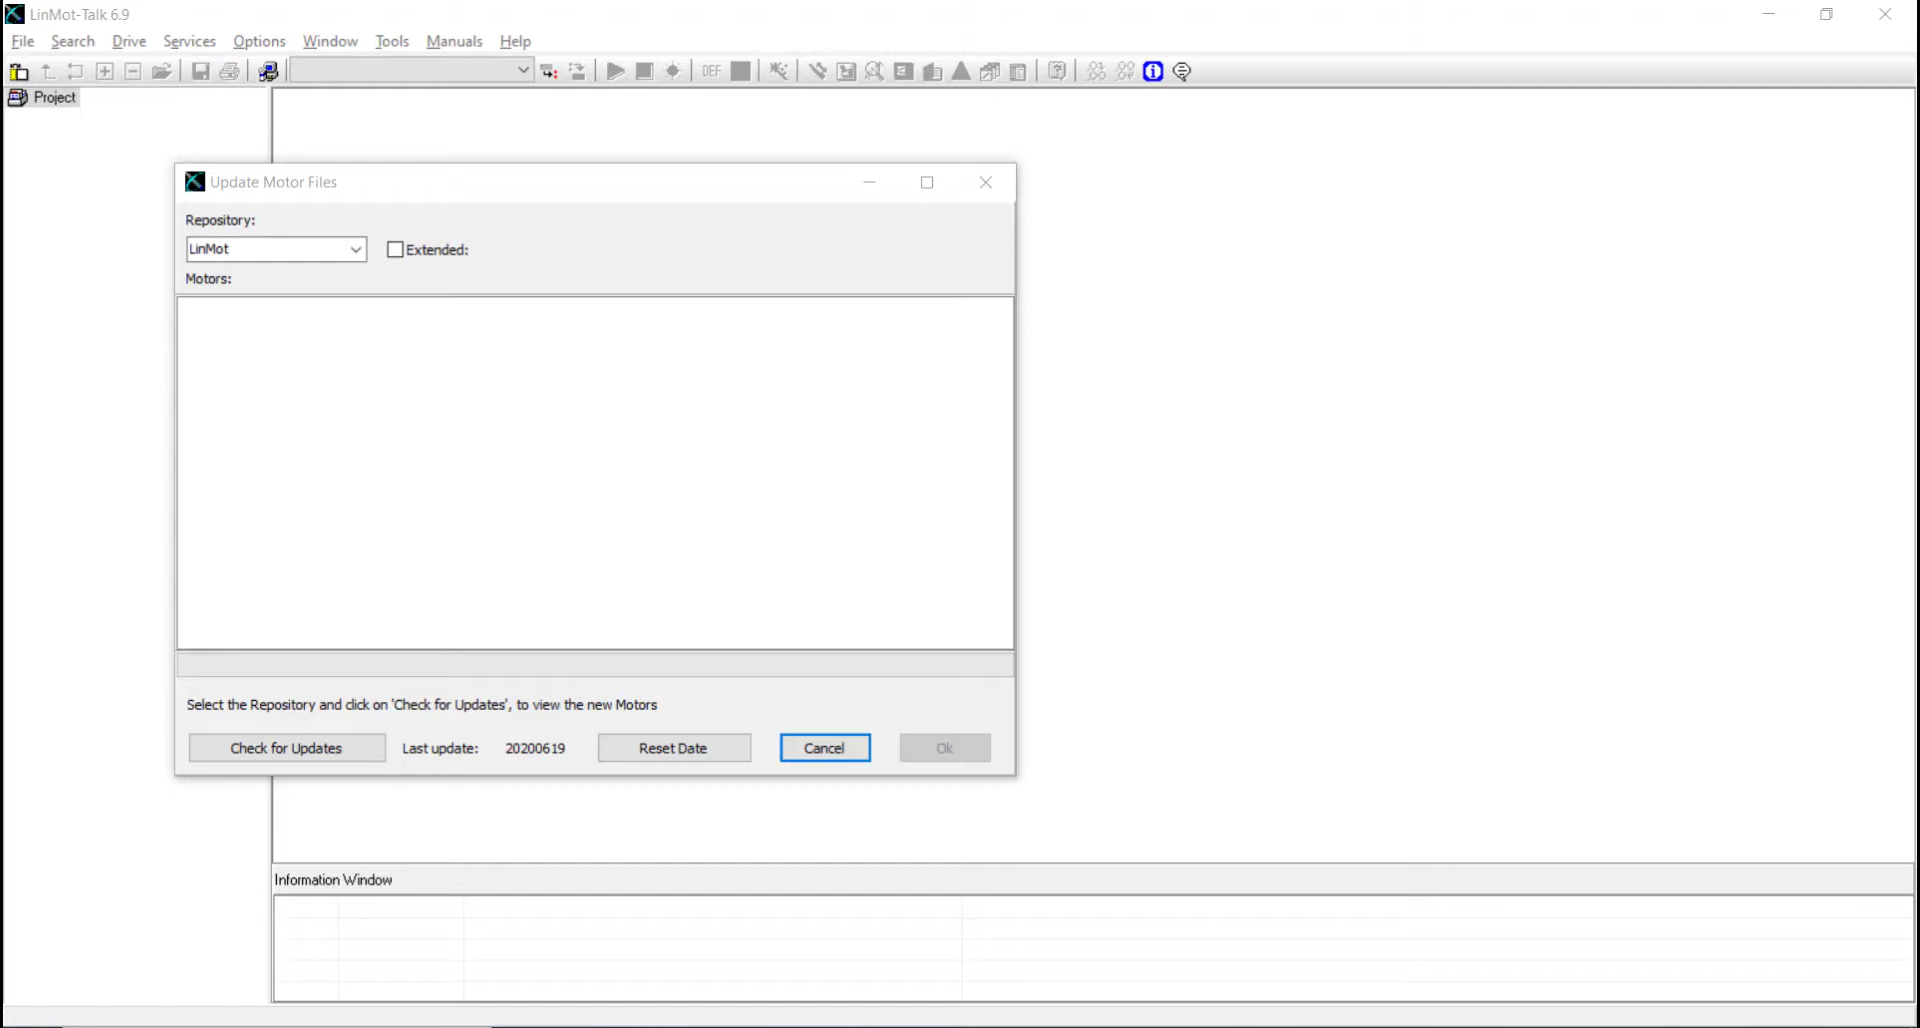 LinMot-Talk 6.9
File Search Drive Services Options Window Tools Manuals Help
DEF
Project
Update Motor Files
Repository:
LinMot Extended:
Motors:
Select the Repository and click on 'Check for Updates', to view the new Motors
Check for Updates Last update: 20200619 Reset Date Cancel Ok
Information Window